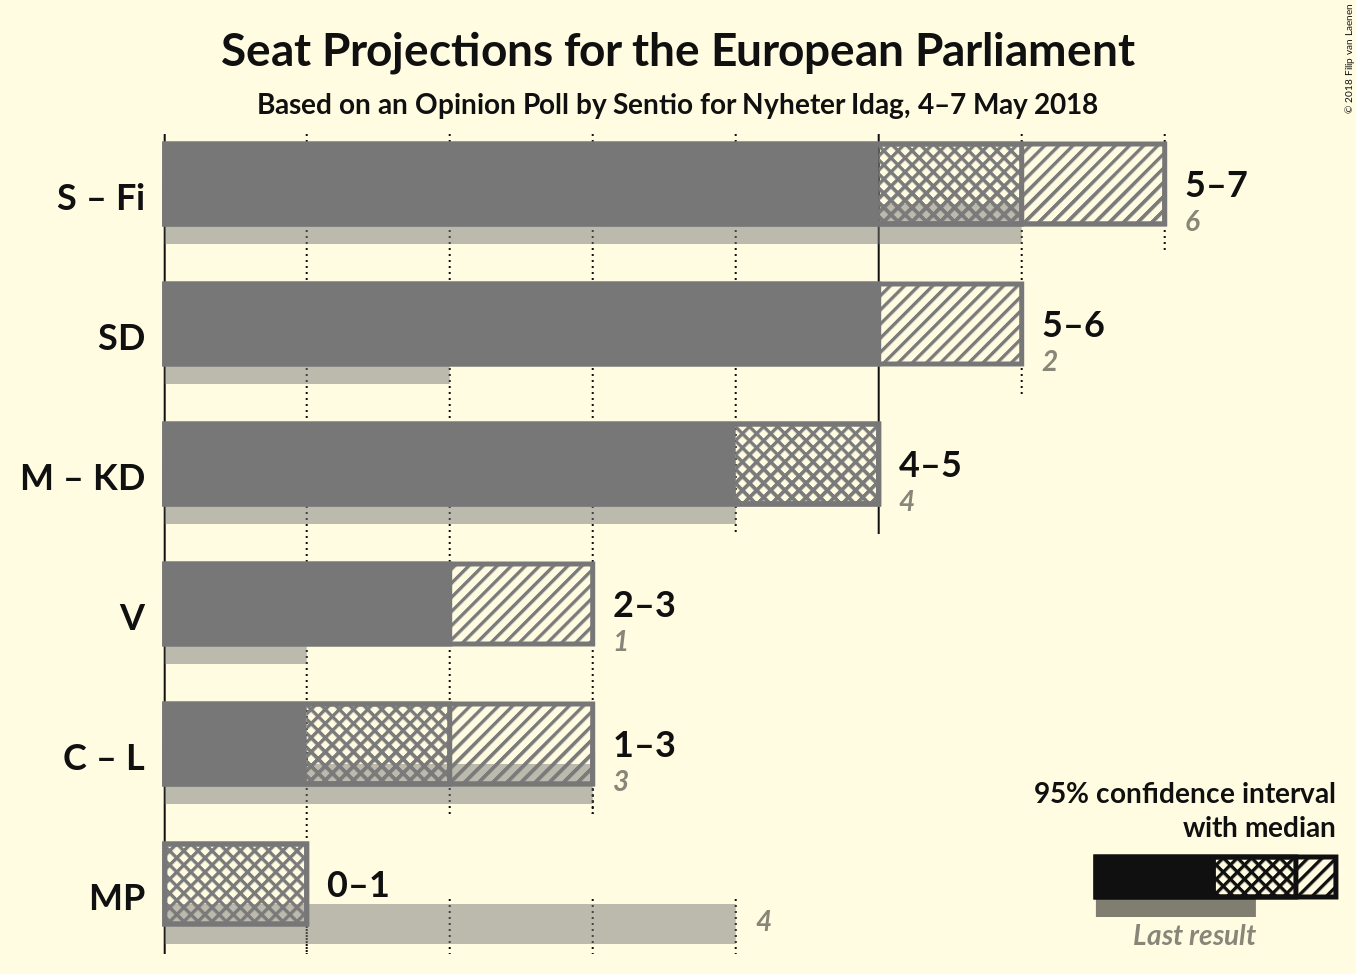 Seat Projections for the European Parliament
Based on an Opinion Poll by Sentio for Nyheter Idag, 4–7 May 2018
© 2018 Filip van Laenen
S – Fi
5–7
6
SD
5–6
2
M – KD
4–5
4
V
2–3
1
C – L
1–3
3
MP
0–1
4
95% confidence interval
with median
Last result